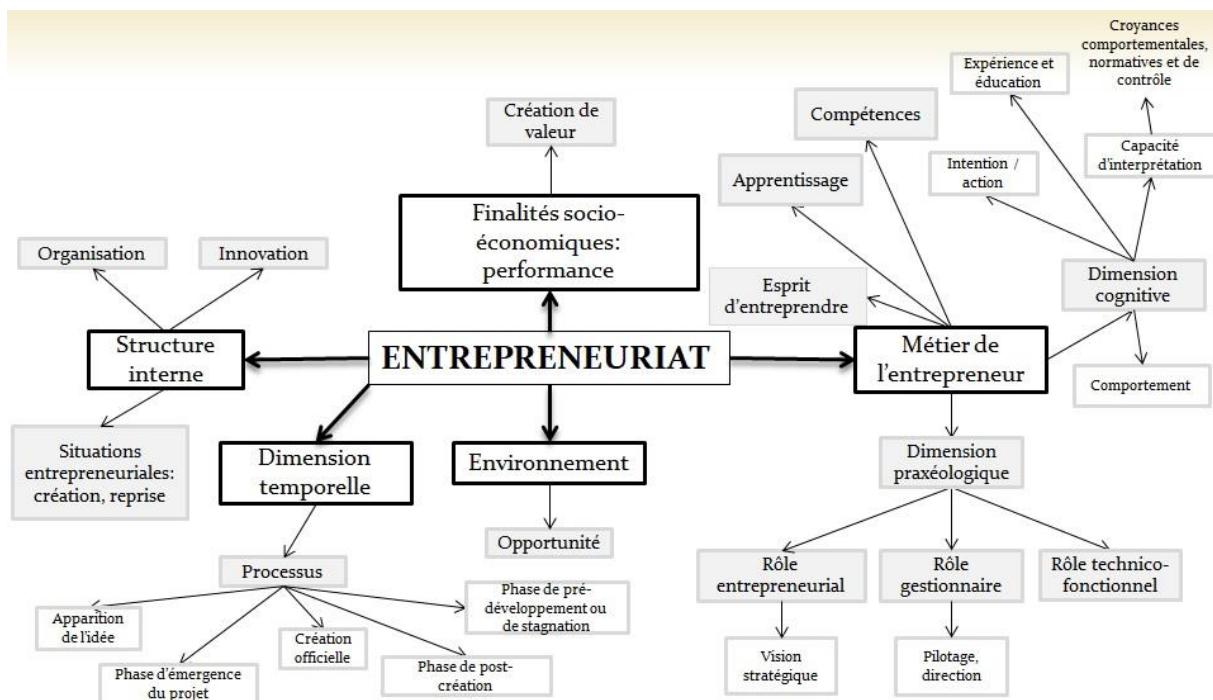 Croyances
comportementales,
normatives et de
contrôle
Expérience et
éducation
Création de
valeur
Compétences
Capacité
d'interprétation
Intention /
action
Apprentissage
Finalités socio-
économiques:
performance
Organisation
Innovation
Esprit
d'entreprendre
Dimension
cognitive
Structure
interne
ENTREPRENEURIAT
Métier de
l'entrepreneur
Comportement
Situations
entrepreneuriales:
création, reprise
Dimension
temporelle
Environnement
Dimension
praxéologique
Opportunité
Processus
Rôle
entrepreneurial
Rôle
gestionnaire
Rôle technico-
fonctionnel
Apparition
de l'idée
Phase d'émergence
du projet
Création
officielle
Phase de post-
création
Phase de pré-
développement ou
de stagnation
Vision
stratégique
Pilotage,
direction